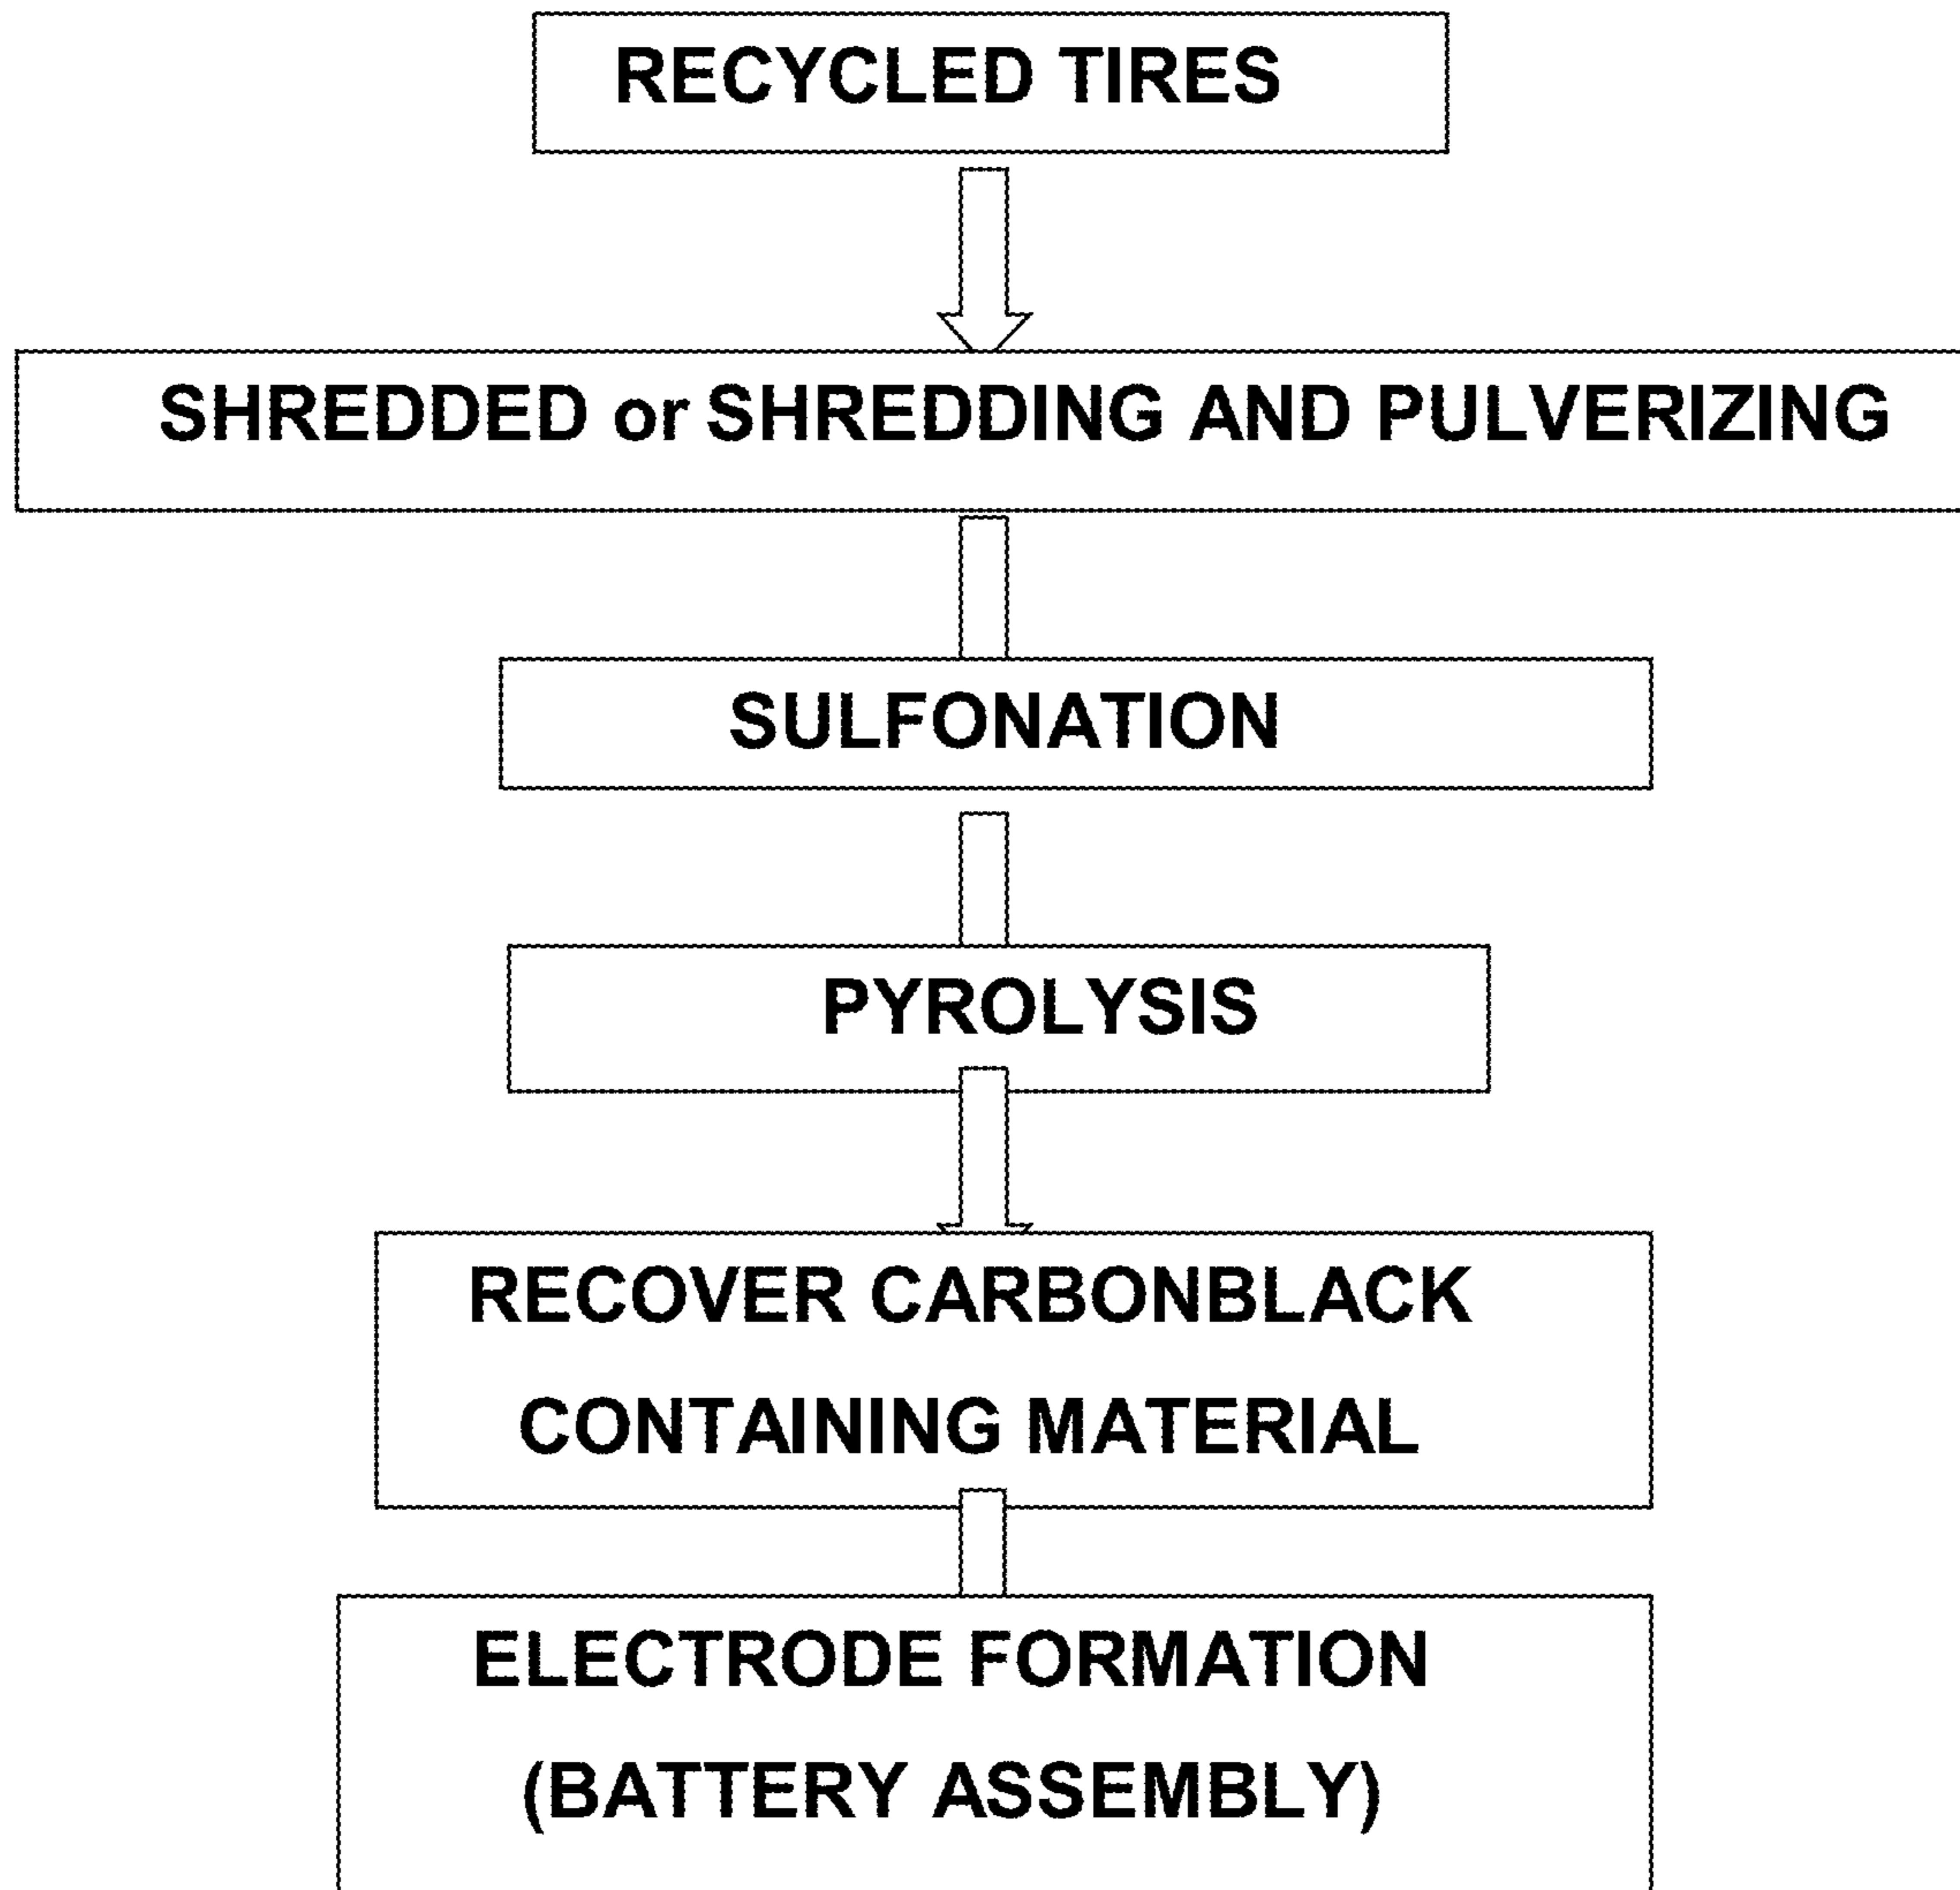 RECYCLED TIRES
SHREDDED or SHREDDING AND PULVERIZING
SULFONATION
PYROLYSIS
RECOVER CARBONBLACK
CONTAINING MATERIAL
ELECTRODE FORMATION
(BATTERY ASSEMBLY)